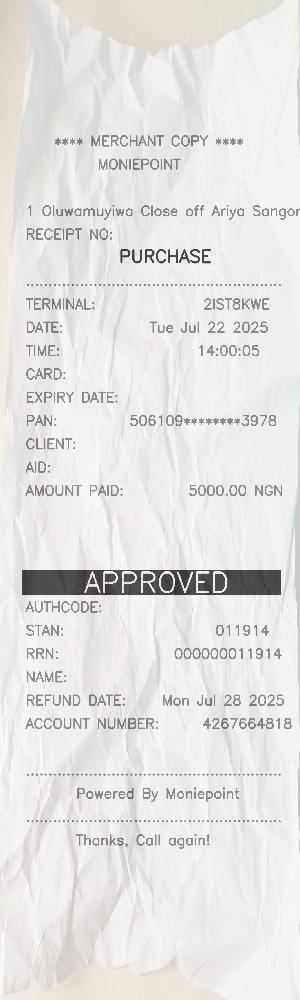 **** MERCHANT COPY ****
MONIEPOINT
1 Oluwamuyiwa Close off Ariya Sangor
RECEIPT NO:
PURCHASE
TERMINAL: 2IST8KWE
DATE: Tue Jul 22 2025
TIME: 14:00:05
CARD:
EXPIRY DATE:
PAN: 506109********3978
CLIENT:
AID:
AMOUNT PAID: 5000.00 NGN
APPROVED
AUTHCODE:
STAN: 011914
RRN: 000000011914
NAME:
REFUND DATE: Mon Jul 28 2025
ACCOUNT NUMBER: 4267664818
Powered By Moniepoint
Thanks, Call again!